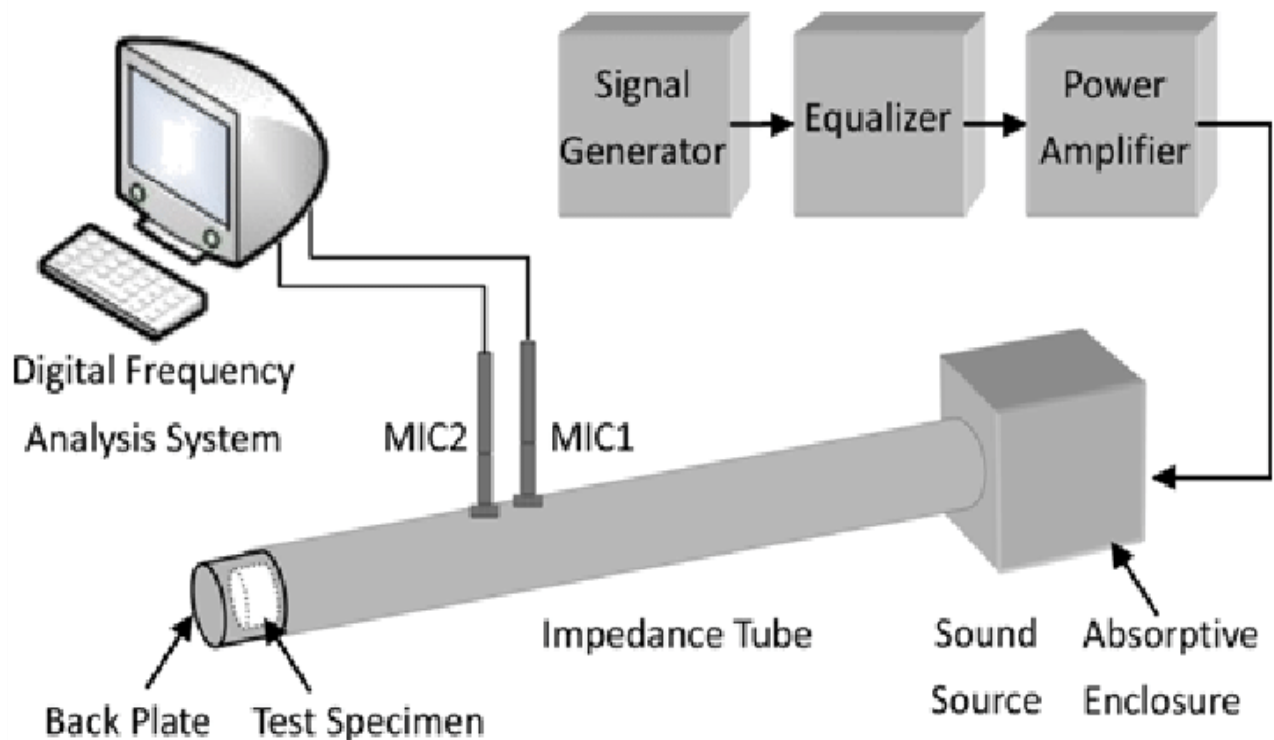 Signal
Generator
Equalizer
Power
Amplifier
Digital Frequency
Analysis System
MIC2
MIC1
Impedance Tube
Sound
Source
Absorptive
Enclosure
Back Plate
Test Specimen